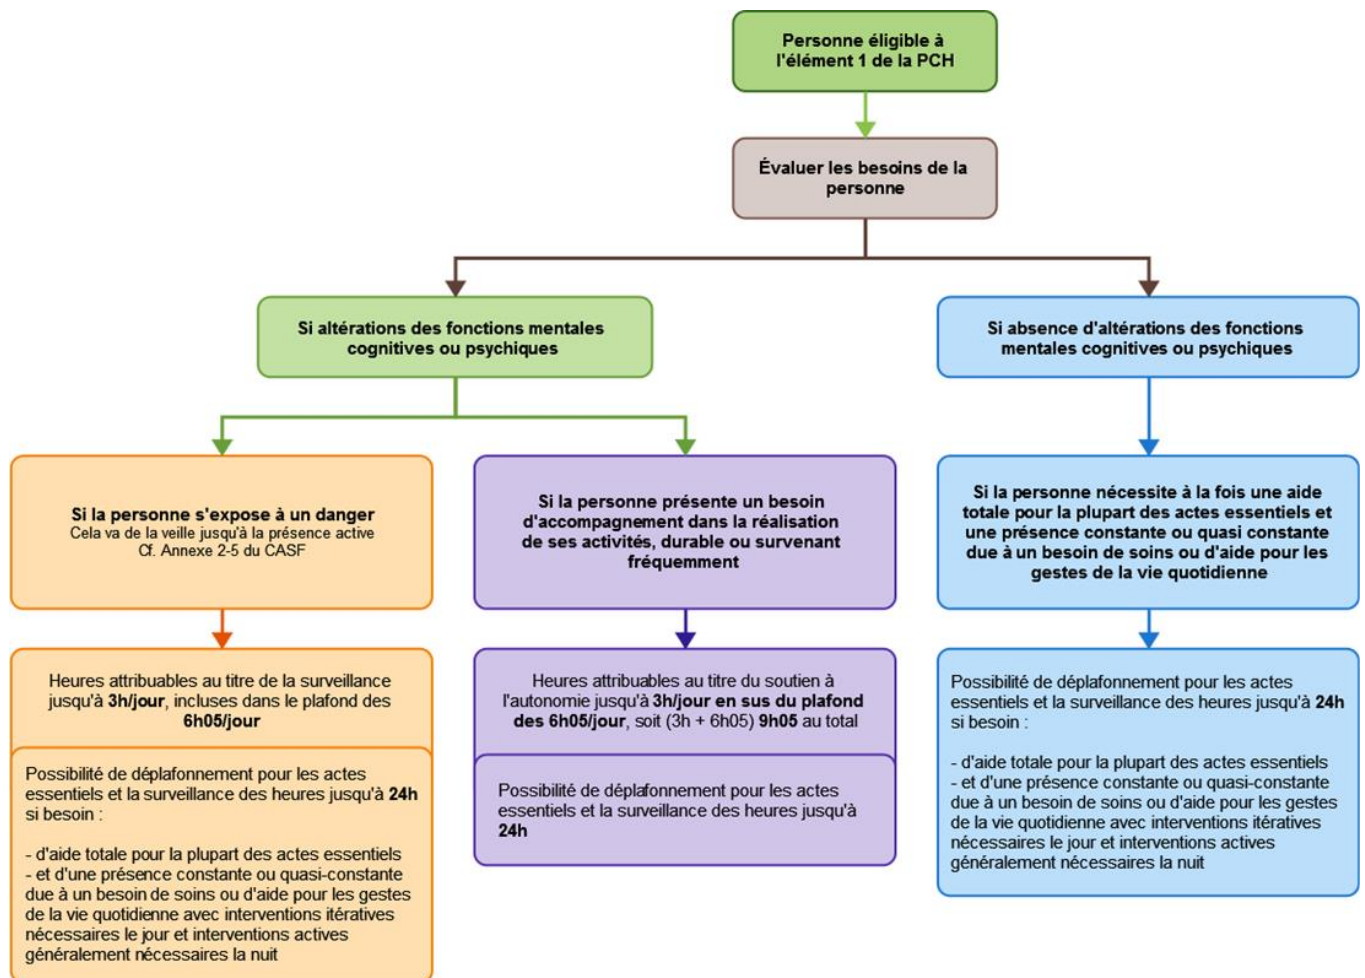 Personne éligible à
l'élément 1 de la PCH
Évaluer les besoins de la
personne
Si altérations des fonctions mentales
cognitives ou psychiques
Si absence d'altérations des fonctions
mentales cognitives ou psychiques
Si la personne s'expose à un danger
Cela va de la veille jusqu'à la présence active
Cf. Annexe 2-5 du CASF
Si la personne présente un besoin
d'accompagnement dans la réalisation
de ses activités, durable ou survenant
fréquemment
Si la personne nécessite à la fois une aide
totale pour la plupart des actes essentiels et
une présence constante ou quasi constante
due à un besoin de soins ou d'aide pour les
gestes de la vie quotidienne
Heures attribuables au titre de la surveillance
jusqu'à 3h/jour, incluses dans le plafond des
6h05/jour
Possibilité de déplafonnement pour les actes
essentiels et la surveillance des heures jusqu'à 24h
si besoin :
- d'aide totale pour la plupart des actes essentiels
- et d'une présence constante ou quasi-constante
due à un besoin de soins ou d'aide pour les gestes
de la vie quotidienne avec interventions itératives
nécessaires le jour et interventions actives
généralement nécessaires la nuit
Heures attribuables au titre du soutien à
l'autonomie jusqu'à 3h/jour en sus du plafond
des 6h05/jour, soit (3h + 6h05) 9h05 au total
Possibilité de déplafonnement pour les actes
essentiels et la surveillance des heures jusqu'à
24h
Possibilité de déplafonnement pour les actes
essentiels et la surveillance des heures jusqu'à 24h
si besoin :
- d'aide totale pour la plupart des actes essentiels
- et d'une présence constante ou quasi-constante
due à un besoin de soins ou d'aide pour les gestes
de la vie quotidienne avec interventions itératives
nécessaires le jour et interventions actives
généralement nécessaires la nuit